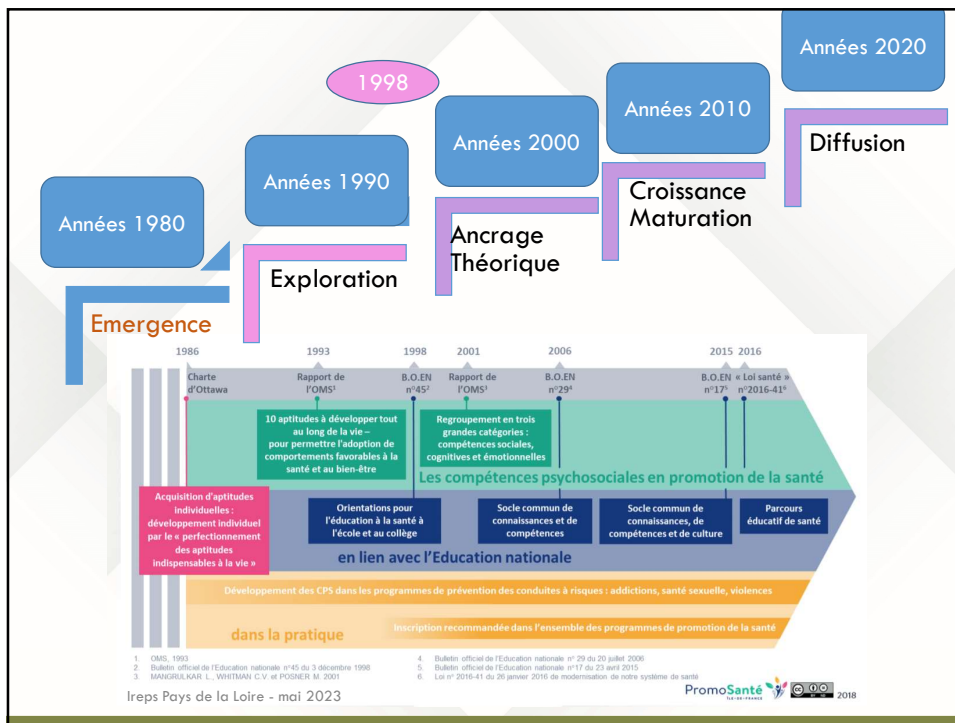 Années 2020
1998
Années 2010
Années 2000
Diffusion
Années 1990
Croissance
Maturation
Années 1980
Ancrage
Théorique
Exploration
Emergence
1986
1993
1998
2001
2006
2015
2016
Charte
d'Ottawa
Rapport de
l'OMS¹
B.O.EN
n°45²
Rapport de
l'OMS³
B.O.EN
n°29⁴
B.O.EN
n°17⁵
« Loi santé »
n°2016-41⁶
10 aptitudes à développer tout
au long de la vie –
pour permettre l'adoption de
comportements favorables à la
santé et au bien-être
Regroupement en trois
grandes catégories :
compétences sociales,
cognitives et émotionnelles
Les compétences psychosociales en promotion de la santé
Acquisition d'aptitudes
individuelles :
développement individuel
par le « perfectionnement
des aptitudes
indispensables à la vie »
Orientations pour
l'éducation à la santé à
l'école et au collège
Socle commun de
connaissances et de
compétences
Socle commun de
connaissances, de
compétences et de culture
Parcours
éducatif de santé
en lien avec l'Education nationale
Développement des CPS dans les programmes de prévention des conduites à risques : addictions, santé sexuelle, violences
Inscription recommandée dans l'ensemble des programmes de promotion de la santé
dans la pratique
1. OMS, 1993
2. Bulletin officiel de l'Education nationale n°45 du 3 décembre 1998
3. MANGRULKAR L., WHITMAN C.V. et POSNER M. 2001
4. Bulletin officiel de l'Education nationale n° 29 du 20 juillet 2006
5. Bulletin officiel de l'Education nationale n°17 du 23 avril 2015
6. Loi n° 2016-41 du 26 janvier 2016 de modernisation de notre système de santé
Ireps Pays de la Loire - mai 2023
PromoSanté
ÎLE-DE-FRANCE
2018